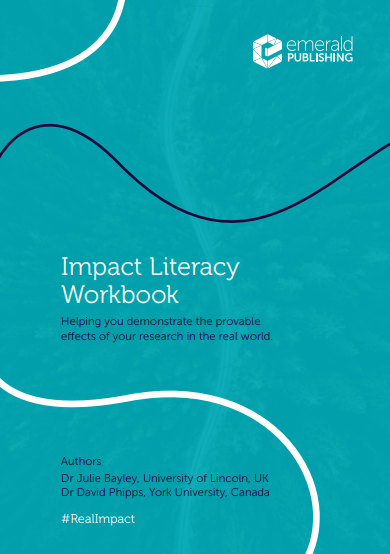 emerald
PUBLISHING
Impact Literacy
Workbook
Helping you demonstrate the provable
effects of your research in the real world.
Authors
Dr Julie Bayley, University of Lincoln, UK
Dr David Phipps, York University, Canada
#RealImpact